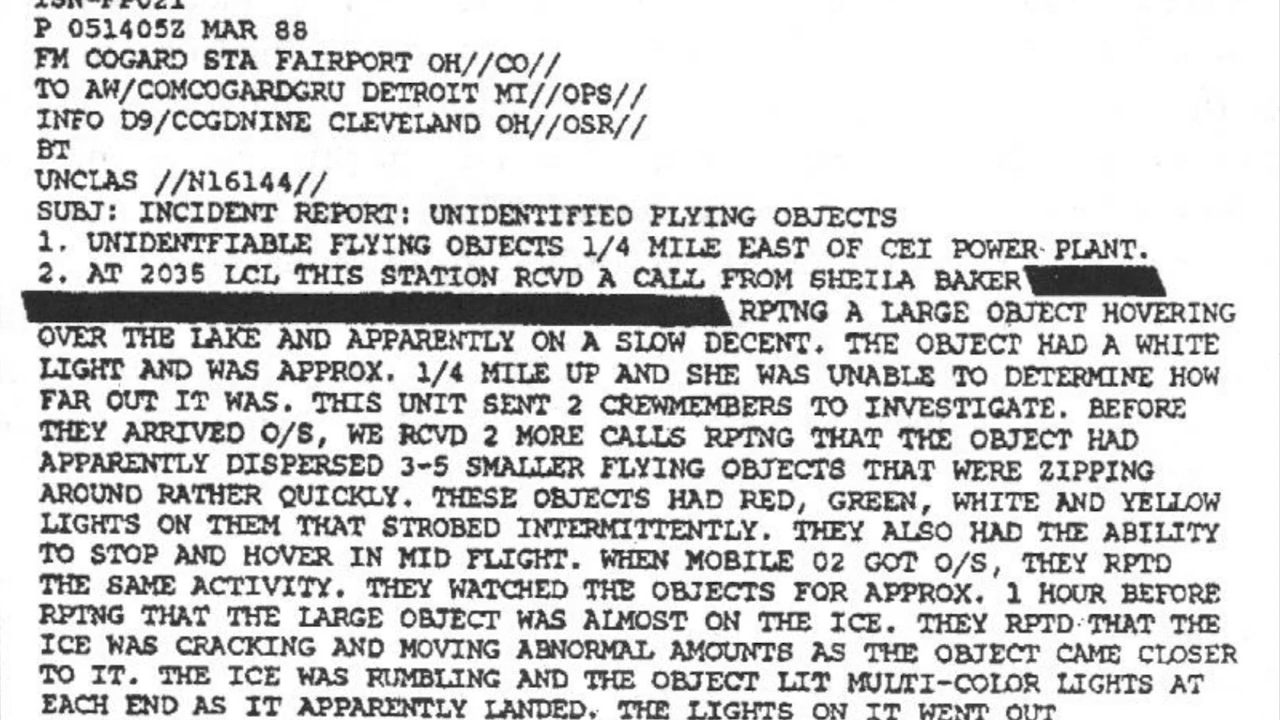 P 051405Z MAR 88
FM COGARD STA FAIRPORT OH//CO//
TO AW/COMCOGARDGRU DETROIT MI//OPS//
INFO D9/CCGDNINE CLEVELAND OH//OSR//
BT
UNCLAS //N16144//
SUBJ: INCIDENT REPORT: UNIDENTIFIED FLYING OBJECTS
1. UNIDENTFIABLE FLYING OBJECTS 1/4 MILE EAST OF CEI POWER PLANT.
2. AT 2035 LCL THIS STATION RCVD A CALL FROM SHEILA BAKER
RPTNG A LARGE OBJECT HOVERING
OVER THE LAKE AND APPARENTLY ON A SLOW DECENT. THE OBJECT HAD A WHITE
LIGHT AND WAS APPROX. 1/4 MILE UP AND SHE WAS UNABLE TO DETERMINE HOW
FAR OUT IT WAS. THIS UNIT SENT 2 CREWMEMBERS TO INVESTIGATE. BEFORE
THEY ARRIVED O/S, WE RCVD 2 MORE CALLS RPTNG THAT THE OBJECT HAD
APPARENTLY DISPERSED 3-5 SMALLER FLYING OBJECTS THAT WERE ZIPPING
AROUND RATHER QUICKLY. THESE OBJECTS HAD RED, GREEN, WHITE AND YELLOW
LIGHTS ON THEM THAT STROBED INTERMITTENTLY. THEY ALSO HAD THE ABILITY
TO STOP AND HOVER IN MID FLIGHT. WHEN MOBILE 02 GOT O/S, THEY RPTD
THE SAME ACTIVITY. THEY WATCHED THE OBJECTS FOR APPROX. 1 HOUR BEFORE
RPTNG THAT THE LARGE OBJECT WAS ALMOST ON THE ICE. THEY RPTD THAT THE
ICE WAS CRACKING AND MOVING ABNORMAL AMOUNTS AS THE OBJECT CAME CLOSER
TO IT. THE ICE WAS RUMBLING AND THE OBJECT LIT MULTI-COLOR LIGHTS AT
EACH END AS IT APPARENTLY LANDED. THE LIGHTS ON IT WENT OUT